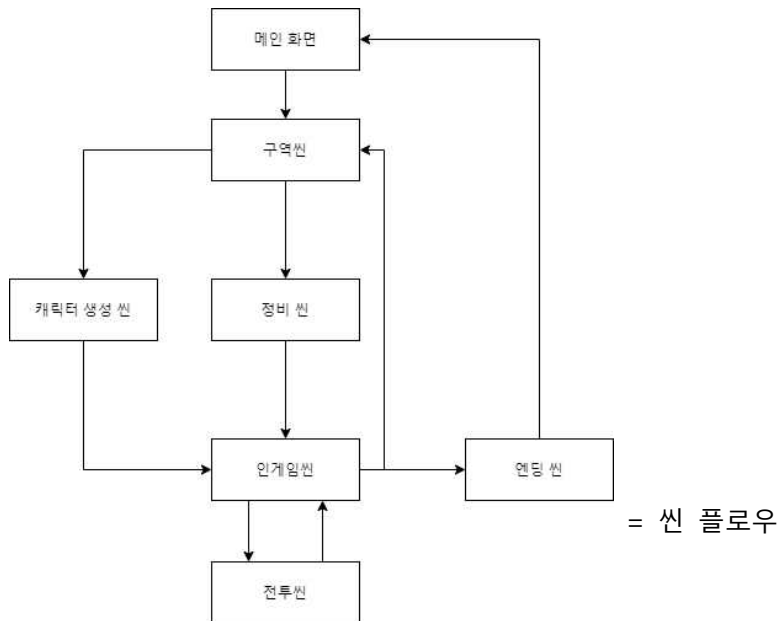 메인 화면
구역씬
캐릭터 생성 씬
정비 씬
인게임씬
엔딩 씬
= 씬 플로우
전투씬